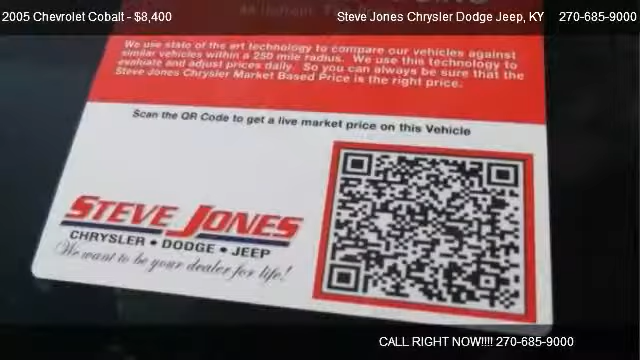 2005 Chevrolet Cobalt - $8,400
Steve Jones Chrysler Dodge Jeep, KY 270-685-9000
We use state of the art technology to compare our vehicles against
similar vehicles within a 250 mile radius. We use this technology to
evaluate and adjust prices daily. So you can always be sure that the
Steve Jones Chrysler Market Based Price is the right price.
Scan the QR Code to get a live market price on this Vehicle
STEVE JONES
CHRYSLER • DODGE • JEEP
We want to be your dealer for life!
CALL RIGHT NOW!!!! 270-685-9000